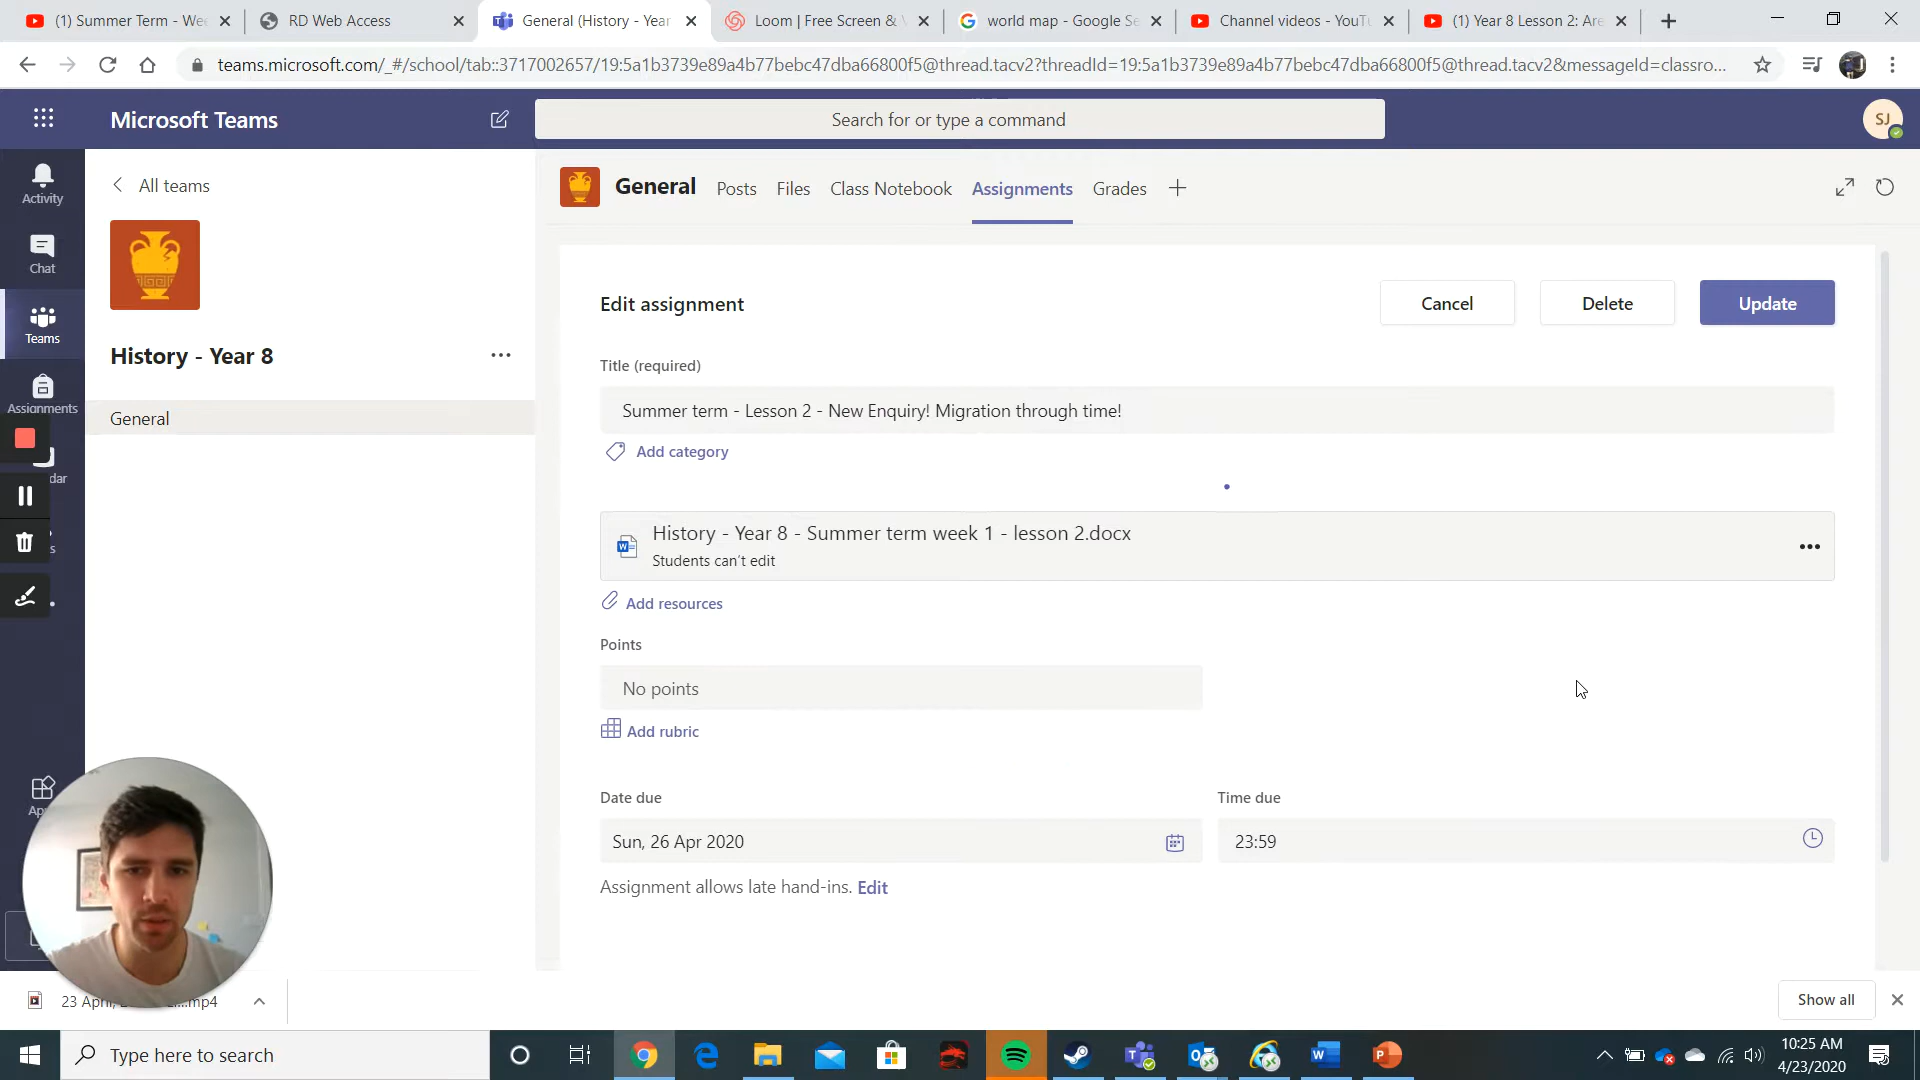 (1) Summer Term - Wee
RD Web Access
General (History - Year
Loom | Free Screen &
world map - Google Se
Channel videos - YouTu
(1) Year 8 Lesson 2: Are
teams.microsoft.com/_#/school/tab::3717002657/19:5a1b3739e89a4b77bebc47dba66800f5@thread.tacv2?threadId=19:5a1b3739e89a4b77bebc47dba66800f5@thread.tacv2&messageId=classro...
Microsoft Teams
Search for or type a command
SJ
Activity
Chat
Teams
Assignments
dar
All teams
History - Year 8
General
General
Posts
Files
Class Notebook
Assignments
Grades
Edit assignment
Cancel
Delete
Update
Title (required)
Summer term - Lesson 2 - New Enquiry! Migration through time!
Add category
History - Year 8 - Summer term week 1 - lesson 2.docx
Students can't edit
Add resources
Points
No points
Add rubric
Date due
Time due
Sun, 26 Apr 2020
23:59
Assignment allows late hand-ins. Edit
23 April,
...mp4
Show all
Type here to search
10:25 AM
4/23/2020